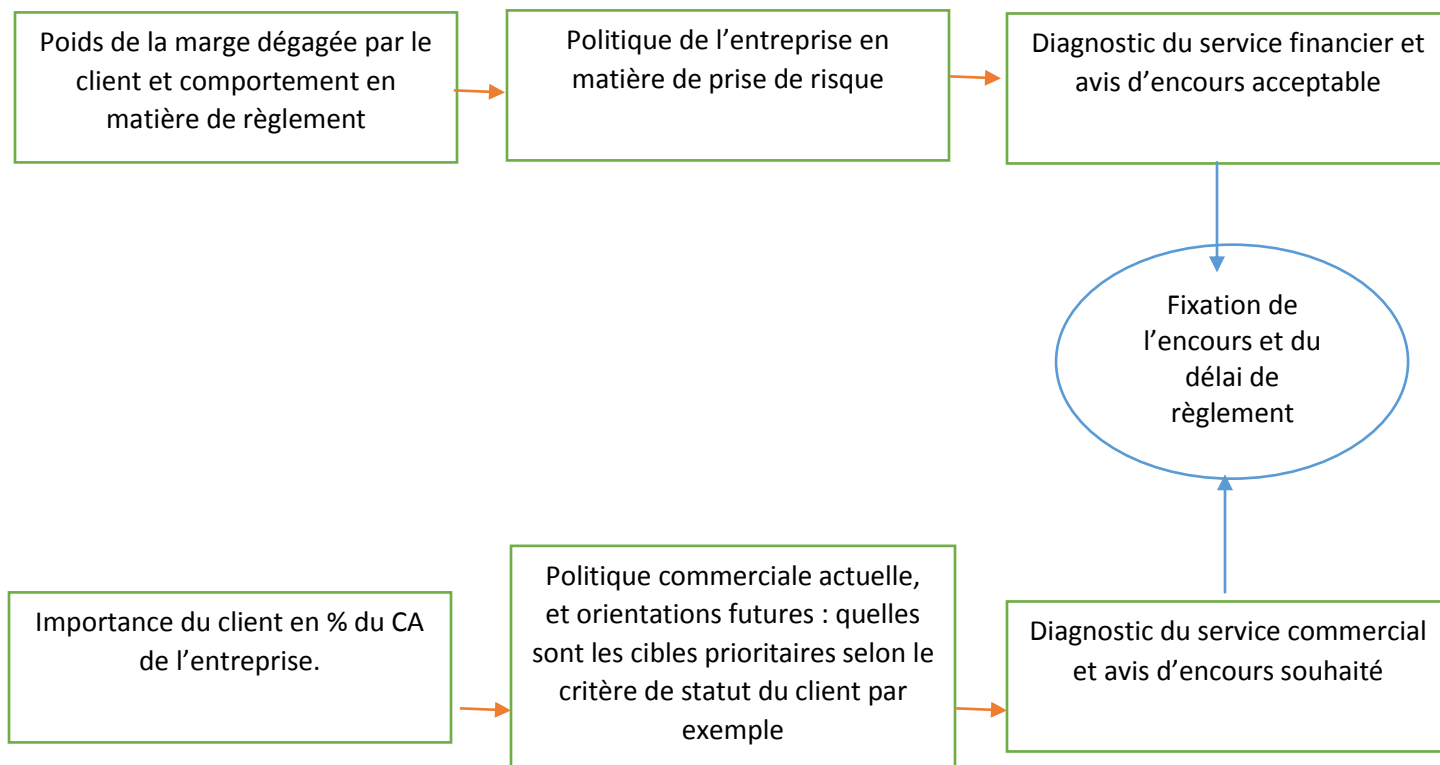 Poids de la marge dégagée par le
client et comportement en
matière de règlement
Politique de l’entreprise en
matière de prise de risque
Diagnostic du service financier et
avis d’encours acceptable
Fixation de
l’encours et du
délai de
règlement
Importance du client en % du CA
de l’entreprise.
Politique commerciale actuelle,
et orientations futures : quelles
sont les cibles prioritaires selon le
critère de statut du client par
exemple
Diagnostic du service commercial
et avis d’encours souhaité